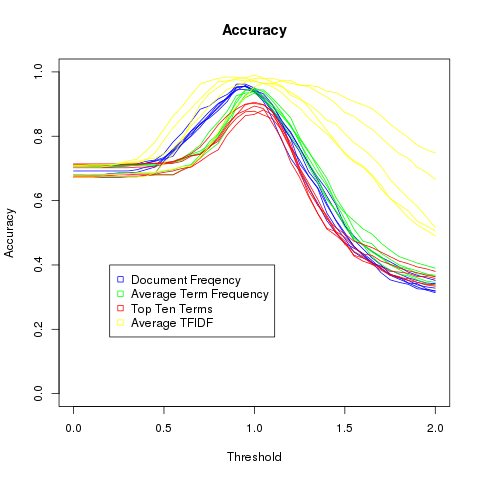 Accuracy
Accuracy
1.0
0.8
0.6
0.4
0.2
0.0
Document Freqency
Average Term Frequency
Top Ten Terms
Average TFIDF
0.0 0.5 1.0 1.5 2.0
Threshold